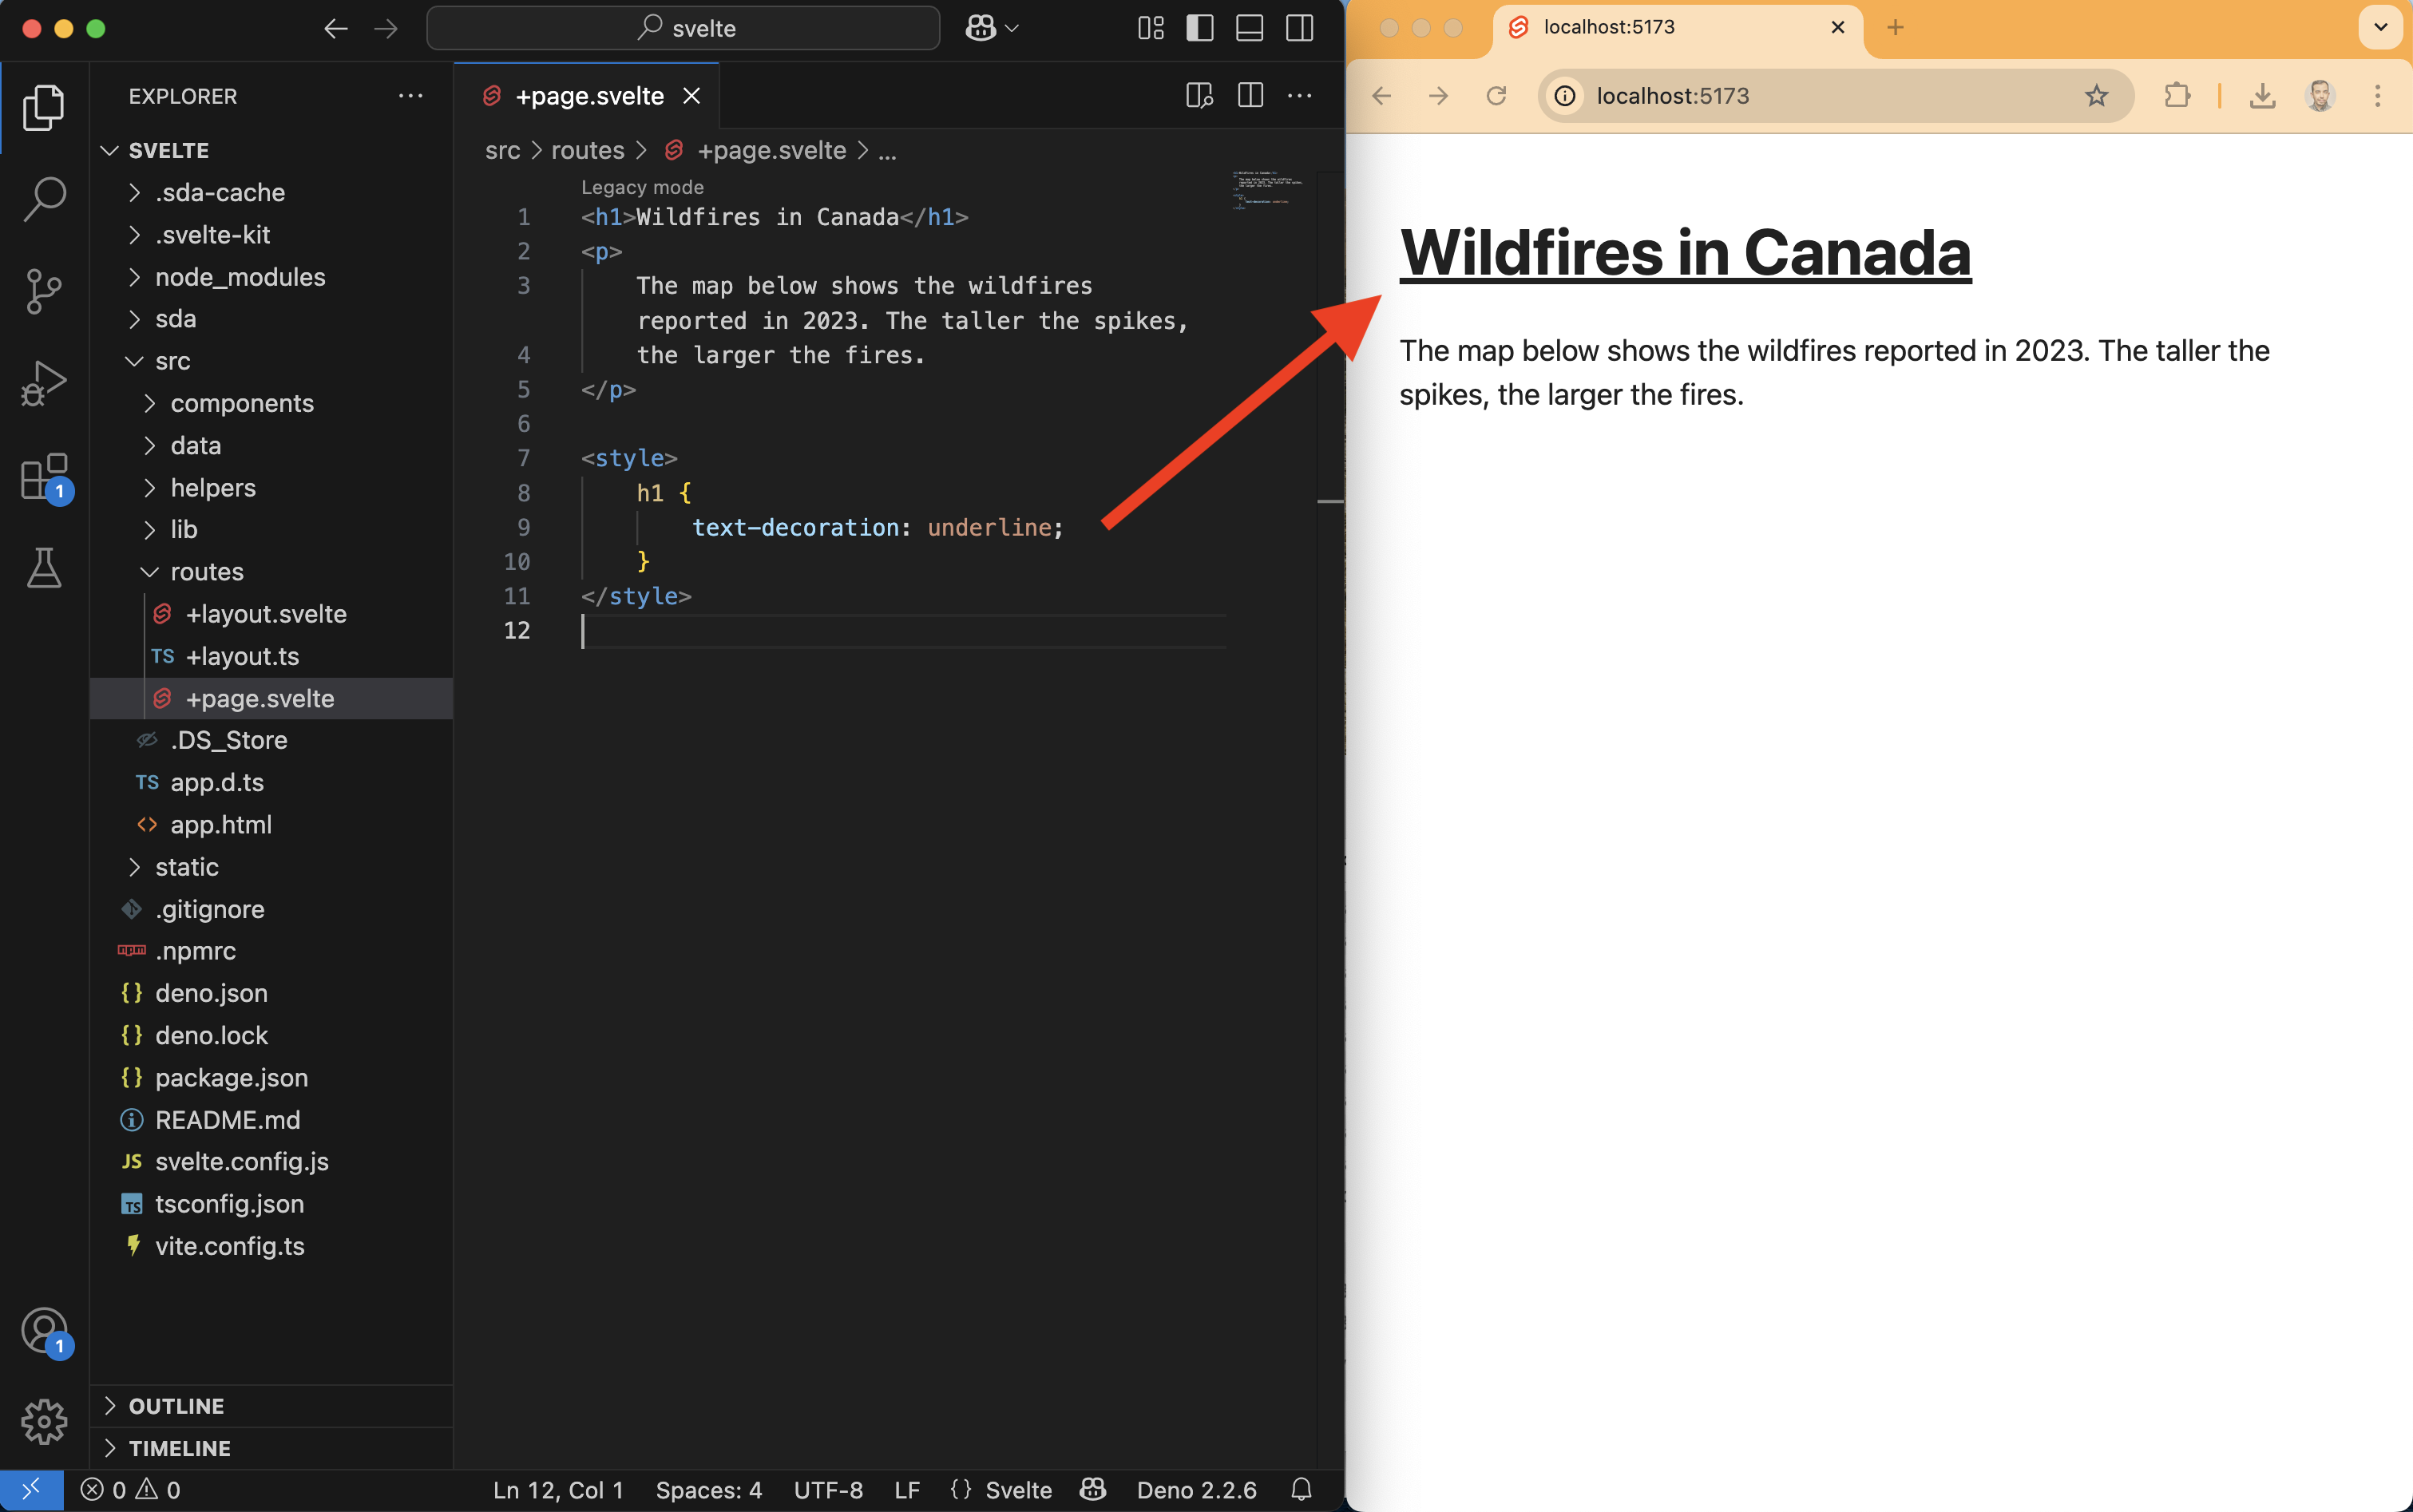 svelte
EXPLORER
SVELTE
.sda-cache
.svelte-kit
node_modules
sda
src
components
data
helpers
lib
routes
+layout.svelte
TS +layout.ts
+page.svelte
.DS_Store
TS app.d.ts
<> app.html
static
.gitignore
npm .npmrc
{} deno.json
{} deno.lock
{} package.json
README.md
JS svelte.config.js
TS tsconfig.json
vite.config.ts
1
1
OUTLINE
TIMELINE
+page.svelte
src > routes > +page.svelte > ...
Legacy mode
1 <h1>Wildfires in Canada</h1>
2 <p>
3 The map below shows the wildfires
reported in 2023. The taller the spikes,
4 the larger the fires.
5 </p>
6
7 <style>
8 h1 {
9 text-decoration: underline;
10 }
11 </style>
12
0 0
Ln 12, Col 1 Spaces: 4 UTF-8 LF {} Svelte Deno 2.2.6
localhost:5173
localhost:5173
Wildfires in Canada
The map below shows the wildfires reported in 2023. The taller the
spikes, the larger the fires.